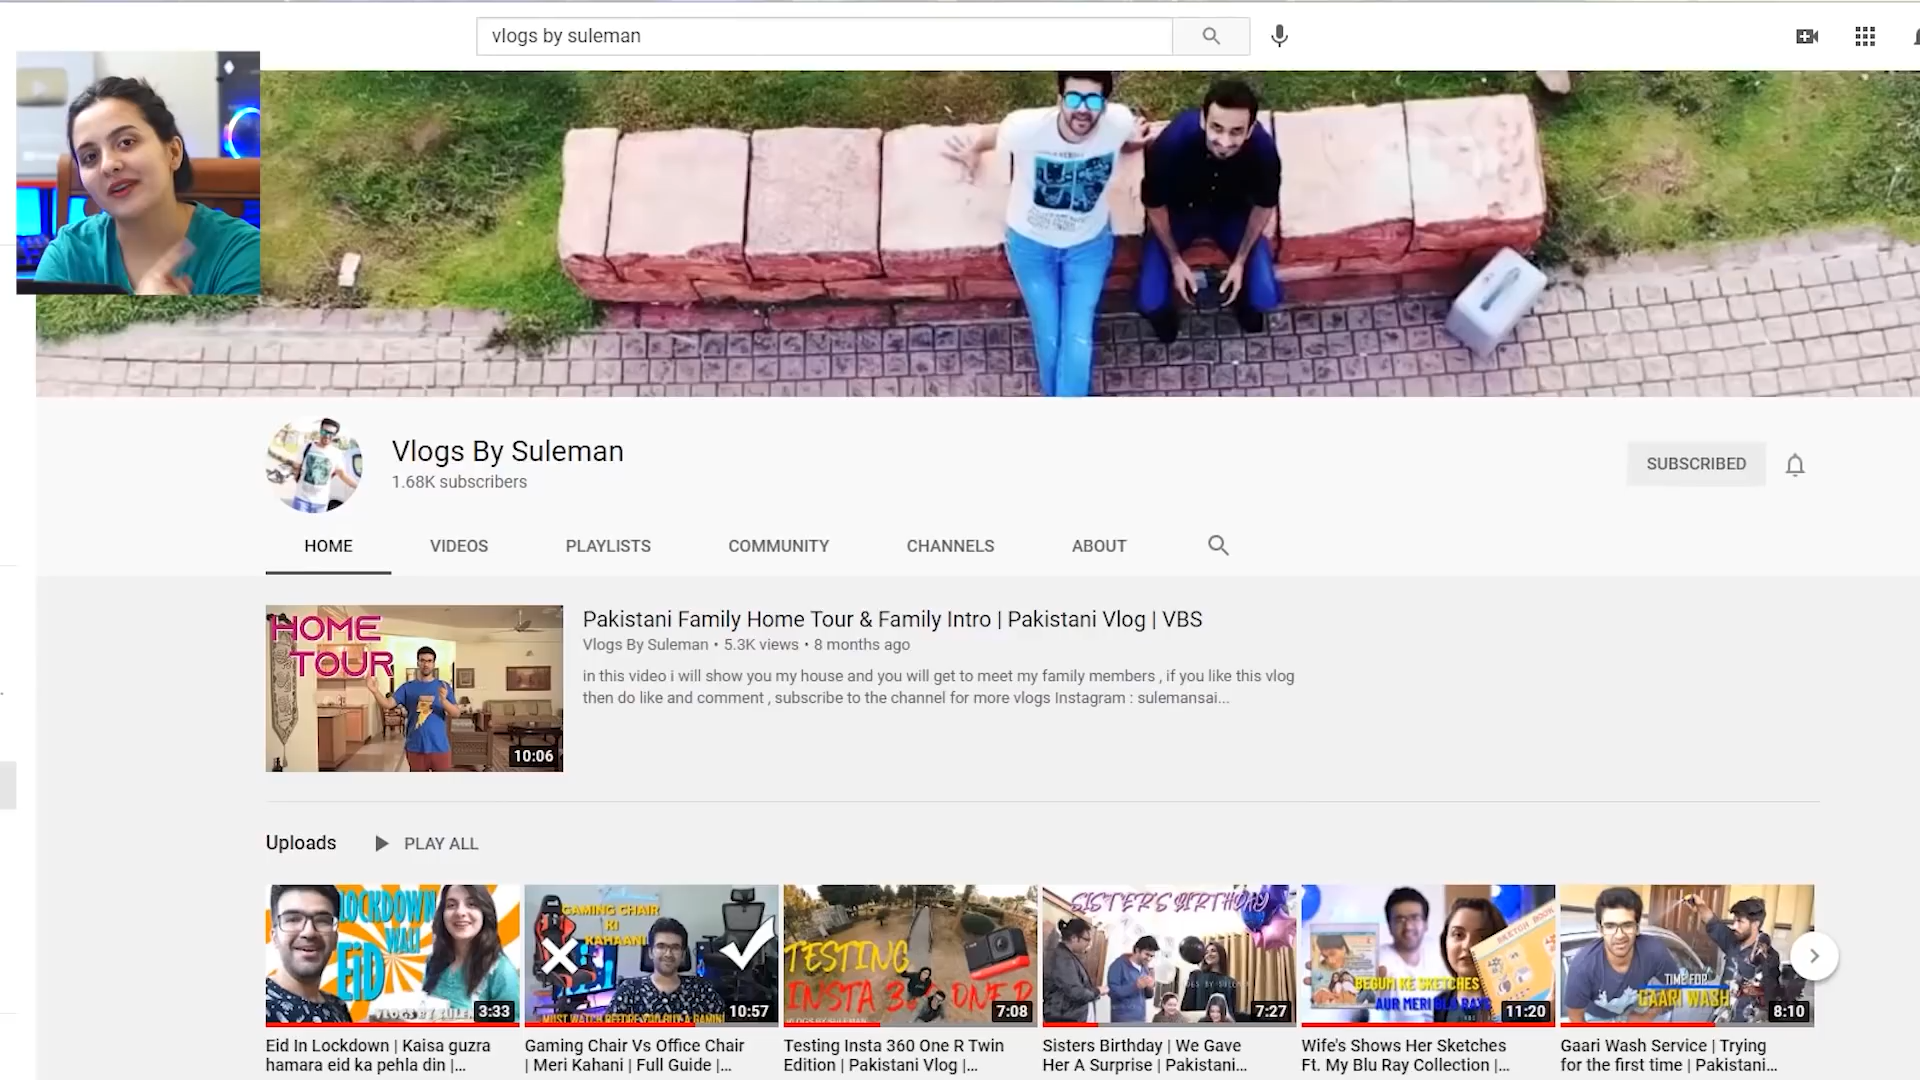 vlogs by suleman
Vlogs By Suleman
1.68K subscribers
SUBSCRIBED
HOME
VIDEOS
PLAYLISTS
COMMUNITY
CHANNELS
ABOUT
HOME
TOUR
10:06
Pakistani Family Home Tour & Family Intro | Pakistani Vlog | VBS
Vlogs By Suleman • 5.3K views • 8 months ago
in this video i will show you my house and you will get to meet my family members , if you like this vlog
then do like and comment , subscribe to the channel for more vlogs Instagram : sulemansai...
Uploads
PLAY ALL
LOCKDOWN
WALI
EID
3:33
Eid In Lockdown | Kaisa guzra
hamara eid ka pehla din |...
GAMING CHAIR
KI
KAHAANI
MUST WATCH BEFORE YOU BUY A GAMING
10:57
Gaming Chair Vs Office Chair
| Meri Kahani | Full Guide |...
TESTING
INSTA 360 ONE R
7:08
Testing Insta 360 One R Twin
Edition | Pakistani Vlog |...
SISTER'S BIRTHDAY
7:27
Sisters Birthday | We Gave
Her A Surprise | Pakistani...
SKETCH BOOK
BEGUM KE SKETCHES
AUR MERI BLU RAYS
11:20
Wife's Shows Her Sketches
Ft. My Blu Ray Collection |...
TIME FOR
GAARI WASH
8:10
Gaari Wash Service | Trying
for the first time | Pakistani...